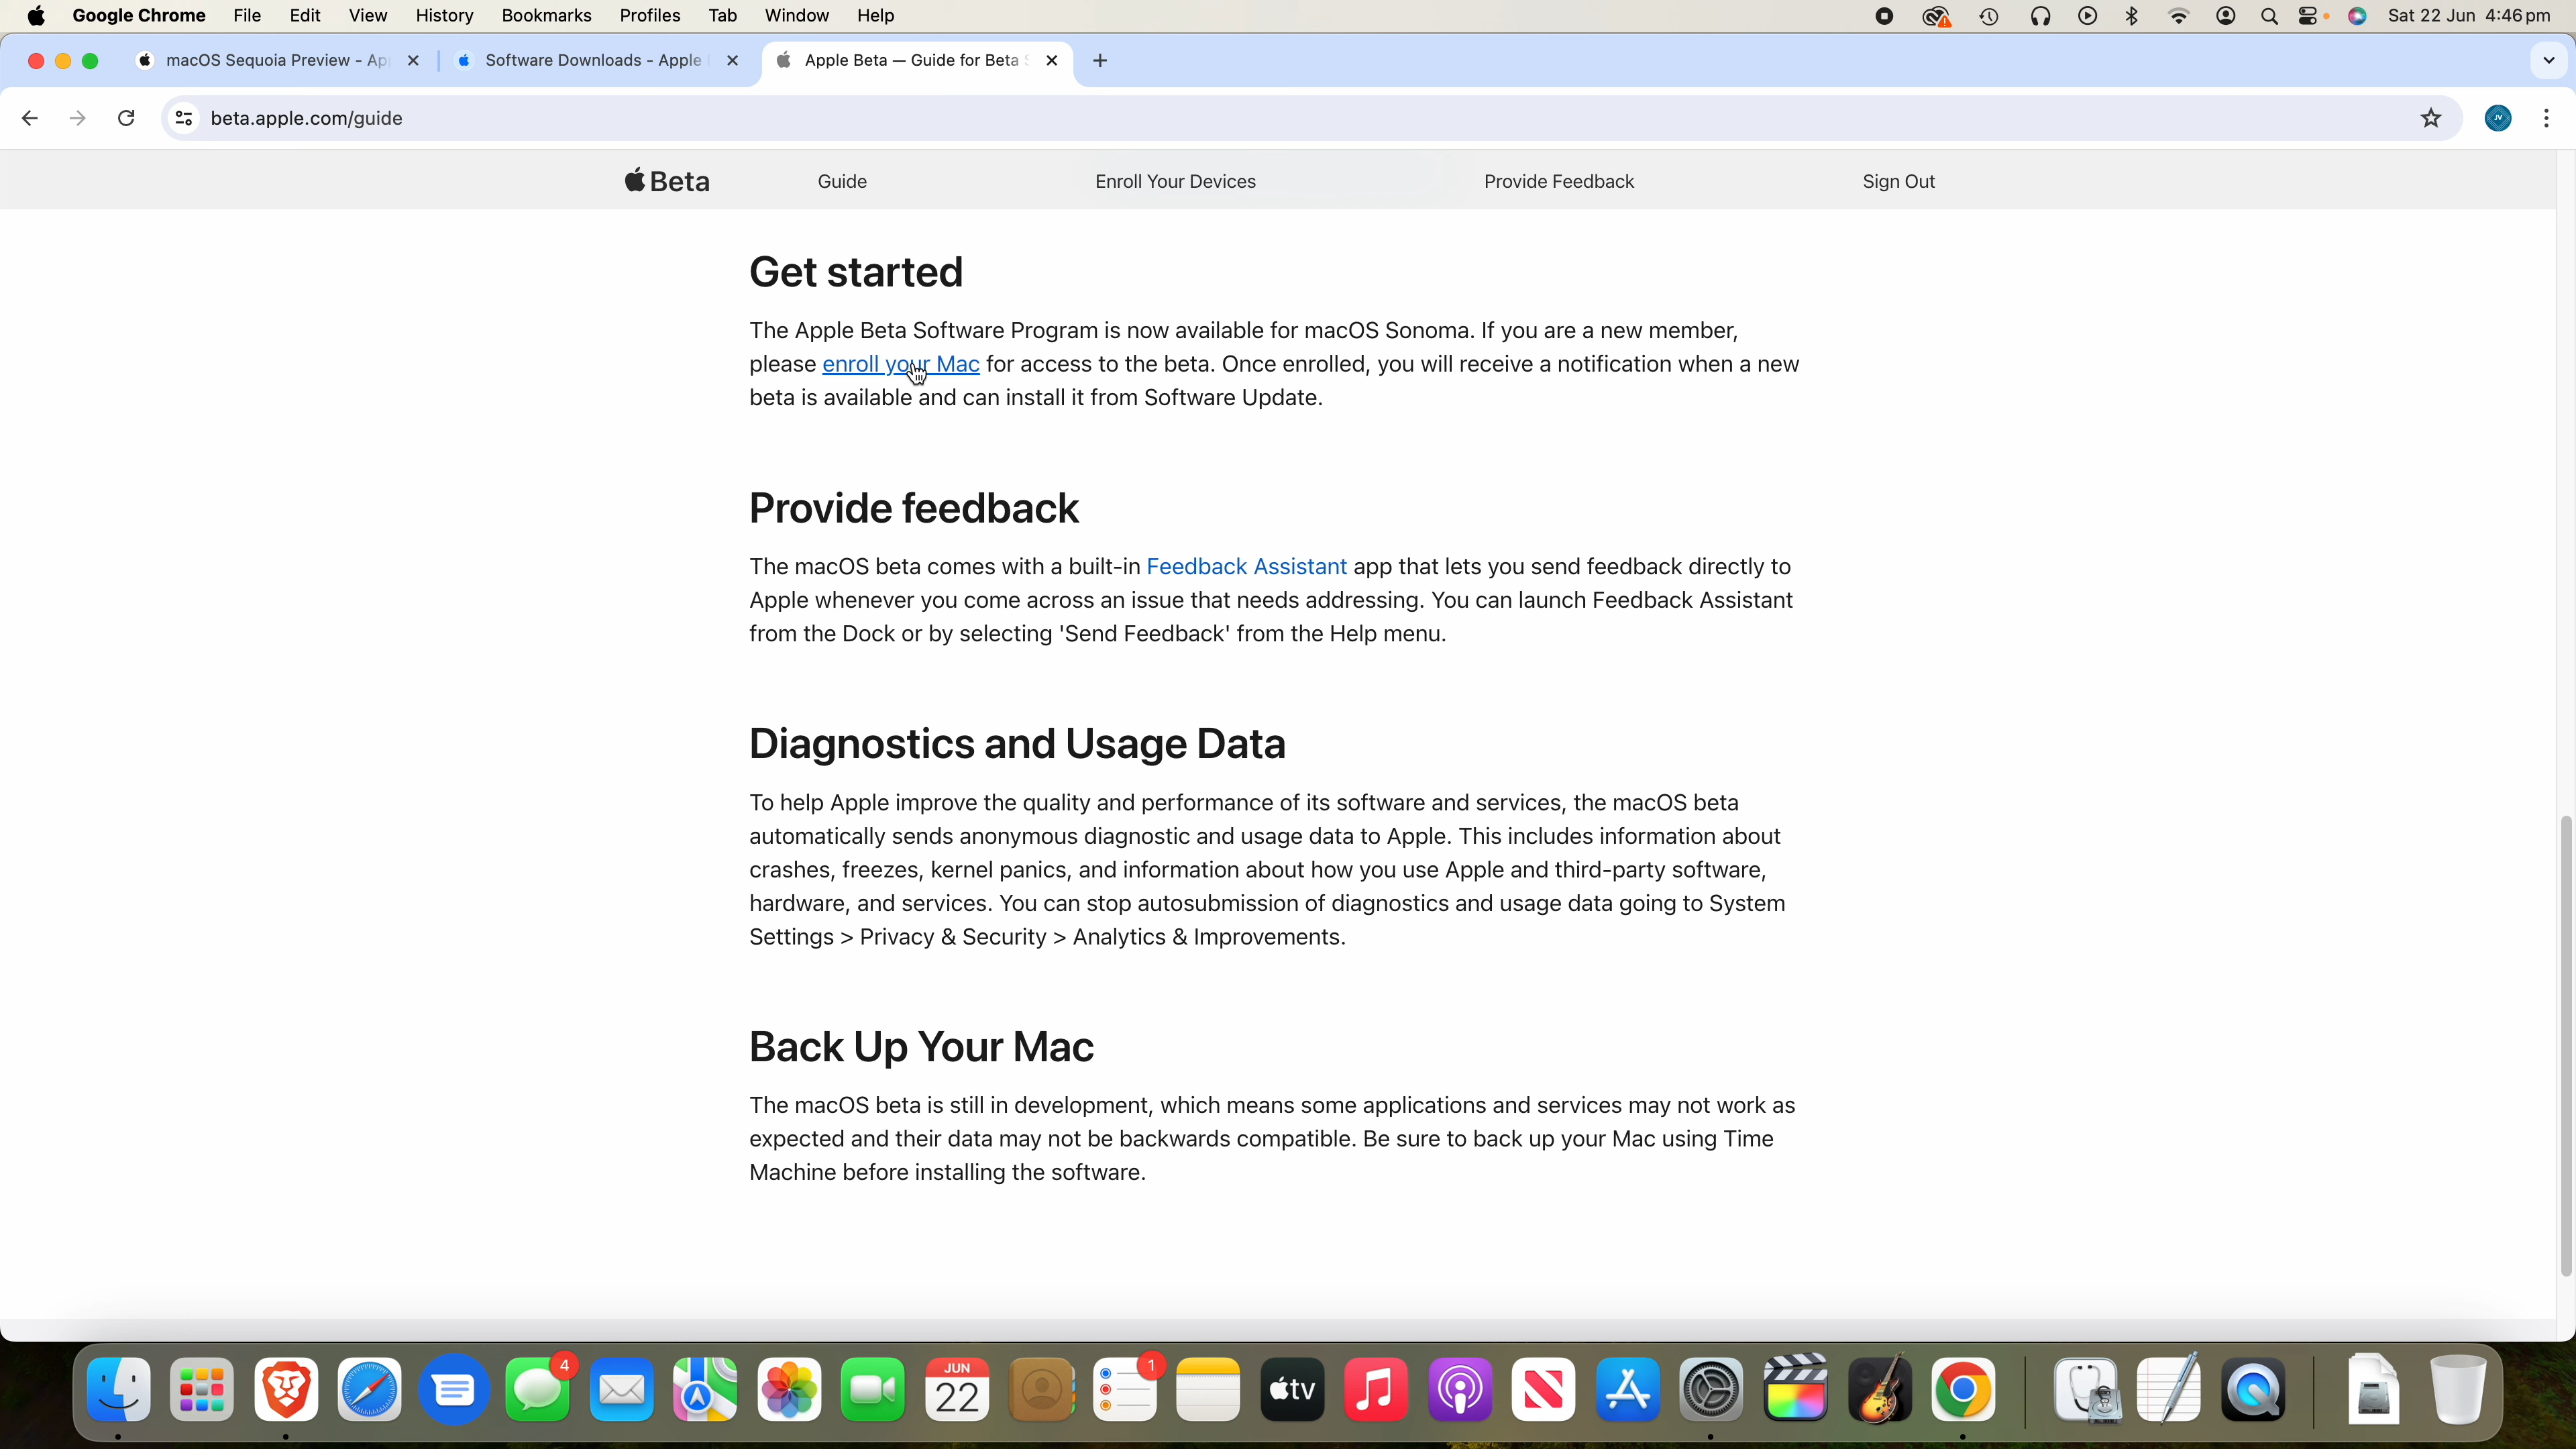 Google Chrome File Edit View History Bookmarks Profiles Tab Window Help Sat 22 Jun 4:46 pm
macOS Sequoia Preview - Ap Software Downloads - Apple Apple Beta — Guide for Beta
beta.apple.com/guide JV
Beta Guide Enroll Your Devices Provide Feedback Sign Out
Get started
The Apple Beta Software Program is now available for macOS Sonoma. If you are a new member,
please enroll your Mac for access to the beta. Once enrolled, you will receive a notification when a new
beta is available and can install it from Software Update.
Provide feedback
The macOS beta comes with a built-in Feedback Assistant app that lets you send feedback directly to
Apple whenever you come across an issue that needs addressing. You can launch Feedback Assistant
from the Dock or by selecting 'Send Feedback' from the Help menu.
Diagnostics and Usage Data
To help Apple improve the quality and performance of its software and services, the macOS beta
automatically sends anonymous diagnostic and usage data to Apple. This includes information about
crashes, freezes, kernel panics, and information about how you use Apple and third-party software,
hardware, and services. You can stop autosubmission of diagnostics and usage data going to System
Settings > Privacy & Security > Analytics & Improvements.
Back Up Your Mac
The macOS beta is still in development, which means some applications and services may not work as
expected and their data may not be backwards compatible. Be sure to back up your Mac using Time
Machine before installing the software.
4 JUN 22 1 tv